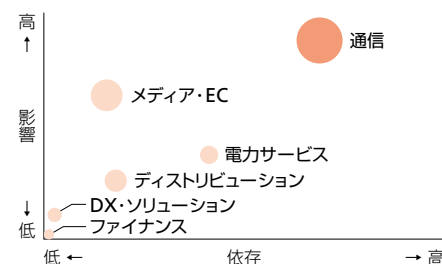 高
↑
影響
↓
低
通信
メディア・EC
電力サービス
ディストリビューション
DX・ソリューション
ファイナンス
低 ← 依存 → 高